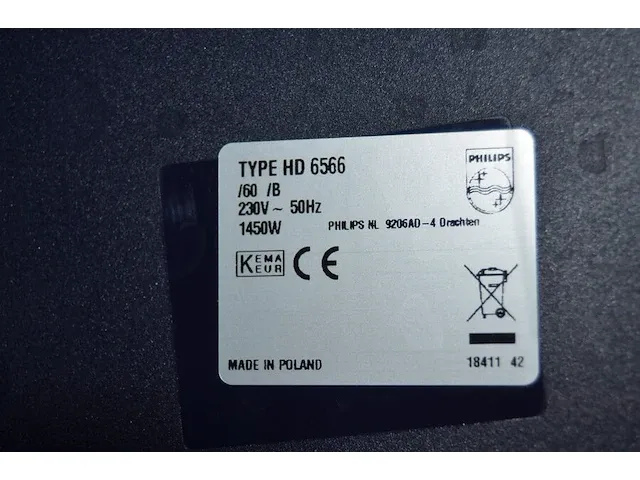 TYPE HD 6566
/60 /B
230V ~ 50Hz
1450W
PHILIPS NL 9206AD-4 Drachten
PHILIPS
KEMA
KEUR
CE
MADE IN POLAND
18411 42